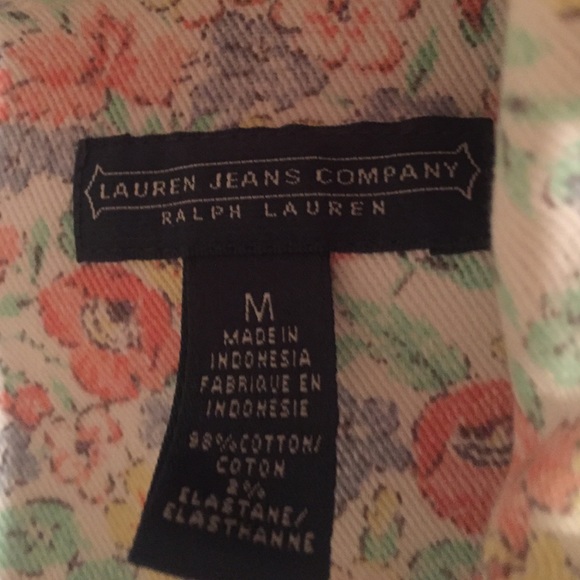 LAUREN JEANS COMPANY
RALPH LAUREN
M
MADE IN
INDONESIA
FABRIQUE EN
INDONESIE
98% COTTON/
COTON
2%
ELASTANE/
ELASTHANNE